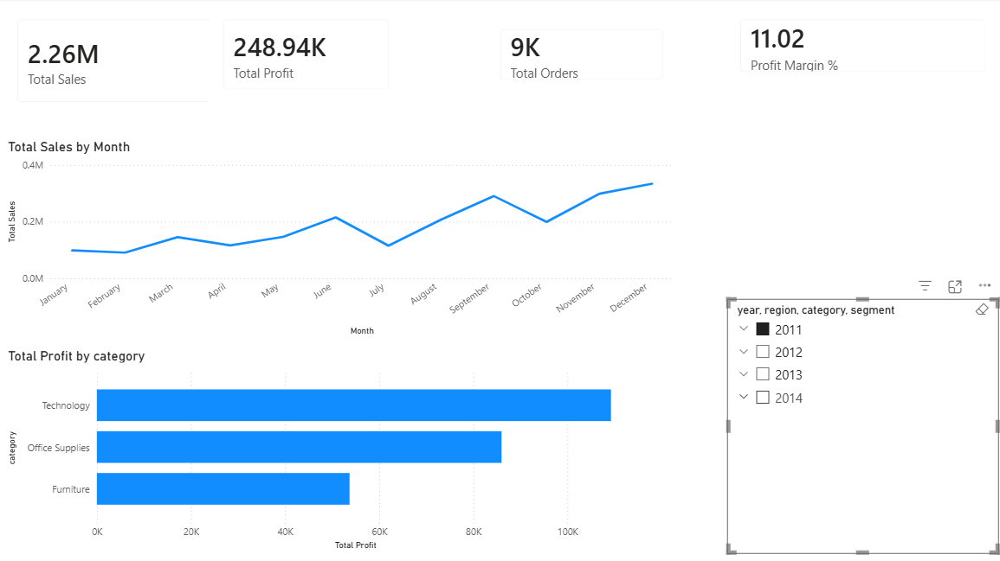 2.26M
Total Sales
248.94K
Total Profit
9K
Total Orders
11.02
Profit Margin %
Total Sales by Month
0.4M
0.2M
0.0M
Total Sales
January
February
March
April
May
June
July
August
September
October
November
December
Month
Total Profit by category
category
Technology
Office Supplies
Furniture
0K
20K
40K
60K
80K
100K
Total Profit
year, region, category, segment
2011
2012
2013
2014